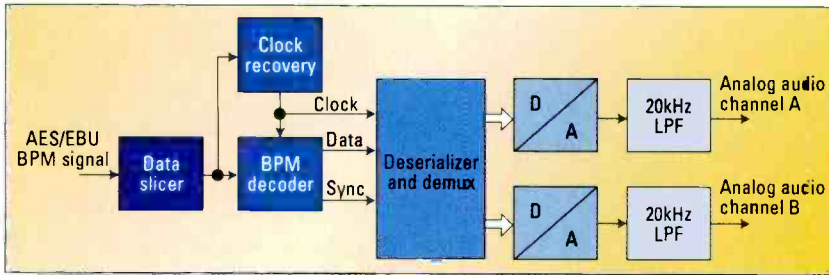 Clock
recovery
Clock
AES/EBU
BPM signal
Data
slicer
BPM
decoder
Data
Sync
Deserializer
and demux
D
A
20kHz
LPF
Analog audio
channel A
D
A
20kHz
LPF
Analog audio
channel B